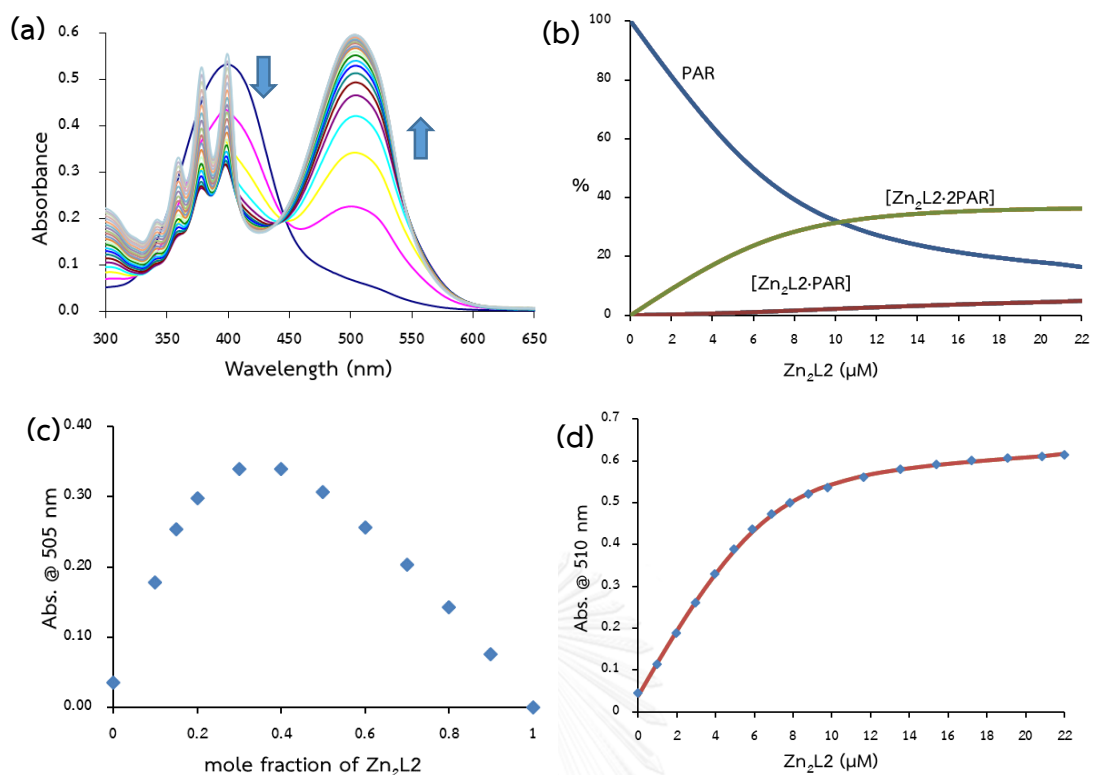 (a)
0.6
0.5
0.4
0.3
0.2
0.1
0.0
Absorbance
300 350 400 450 500 550 600 650
Wavelength (nm)
(b)
100
80
60
40
20
0
%
PAR
[Zn₂L2·2PAR]
[Zn₂L2·PAR]
0 2 4 6 8 10 12 14 16 18 20 22
Zn₂L2 (µM)
(c)
0.40
0.30
0.20
0.10
0.00
Abs. @ 505 nm
0 0.2 0.4 0.6 0.8 1
mole fraction of Zn₂L2
(d)
0.7
0.6
0.5
0.4
0.3
0.2
0.1
0
Abs. @ 510 nm
0 2 4 6 8 10 12 14 16 18 20 22
Zn₂L2 (µM)